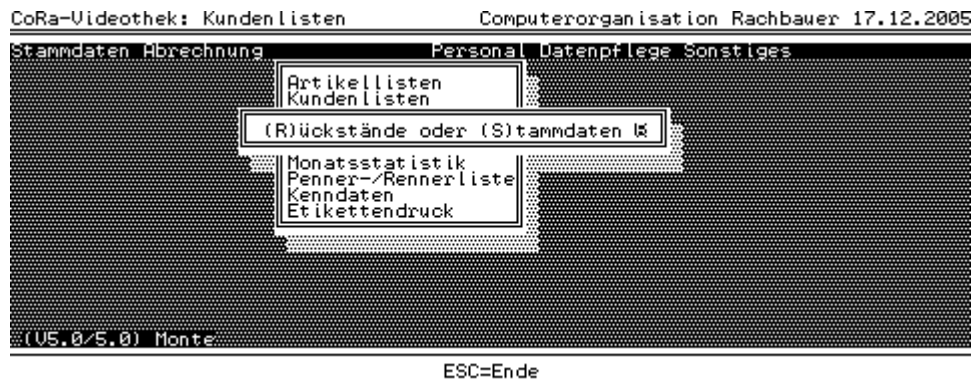 CoRa-Videothek: Kundenlisten Computerorganisation Rachbauer 17.12.2005
Stammdaten Abrechnung Personal Datenpflege Sonstiges
Artikellisten
Kundenlisten
(R)ückstände oder (S)tammdaten
Monatsstatistik
Penner-/Rennerliste
Kenndaten
Etikettendruck
(V5.0/5.0) Monte
ESC=Ende